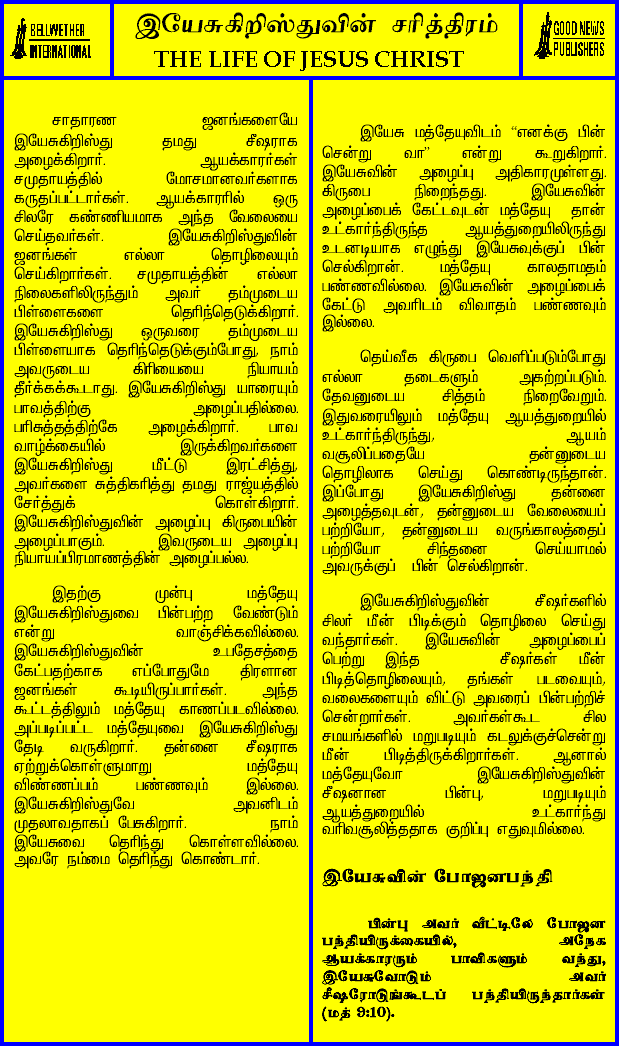 BELLWETHER
INTERNATIONAL
இயேசுகிறிஸ்துவின் சரித்திரம்
THE LIFE OF JESUS CHRIST
GOOD NEWS
PUBLISHERS
சாதாரண ஜனங்களையே
இயேசுகிறிஸ்து தமது சீஷராக
அழைக்கிறார். ஆயக்காரர்கள்
சமுதாயத்தில் மோசமானவர்களாக
கருதப்பட்டார்கள். ஆயக்காரரில் ஒரு
சிலரே கண்ணியமாக அந்த வேலையை
செய்தவர்கள். இயேசுகிறிஸ்துவின்
ஜனங்கள் எல்லா தொழிலையும்
செய்கிறார்கள். சமுதாயத்தின் எல்லா
நிலைகளிலிருந்தும் அவர் தம்முடைய
பிள்ளைகளை தெரிந்தெடுக்கிறார்.
இயேசுகிறிஸ்து ஒருவரை தம்முடைய
பிள்ளையாக தெரிந்தெடுக்கும்போது, நாம்
அவருடைய கிரியையை நியாயம்
தீர்க்கக்கூடாது. இயேசுகிறிஸ்து யாரையும்
பாவத்திற்கு அழைப்பதில்லை.
பரிசுத்தத்திற்கே அழைக்கிறார். பாவ
வாழ்க்கையில் இருக்கிறவர்களை
இயேசுகிறிஸ்து மீட்டு இரட்சித்து,
அவர்களை சுத்திகரித்து தமது ராஜ்யத்தில்
சேர்த்துக் கொள்கிறார்.
இயேசுகிறிஸ்துவின் அழைப்பு கிருபையின்
அழைப்பாகும். இவருடைய அழைப்பு
நியாயப்பிரமாணத்தின் அழைப்பல்ல.
இதற்கு முன்பு மத்தேயு
இயேசுகிறிஸ்துவை பின்பற்ற வேண்டும்
என்று வாஞ்சிக்கவில்லை.
இயேசுகிறிஸ்துவின் உபதேசத்தை
கேட்பதற்காக எப்போதுமே திரளான
ஜனங்கள் கூடியிருப்பார்கள். அந்த
கூட்டத்திலும் மத்தேயு காணப்படவில்லை.
அப்படிப்பட்ட மத்தேயுவை இயேசுகிறிஸ்து
தேடி வருகிறார். தன்னை சீஷராக
ஏற்றுக்கொள்ளுமாறு மத்தேயு
விண்ணப்பம் பண்ணவும் இல்லை.
இயேசுகிறிஸ்துவே அவனிடம்
முதலாவதாகப் பேசுகிறார். நாம்
இயேசுவை தெரிந்து கொள்ளவில்லை.
அவரே நம்மை தெரிந்து கொண்டார்.
இயேசு மத்தேயுவிடம் “எனக்கு பின்
சென்று வா” என்று கூறுகிறார்.
இயேசுவின் அழைப்பு அதிகாரமுள்ளது.
கிருபை நிறைந்தது. இயேசுவின்
அழைப்பைக் கேட்டவுடன் மத்தேயு தான்
உட்கார்ந்திருந்த ஆயத்துறையிலிருந்து
உடனடியாக எழுந்து இயேசுவுக்குப் பின்
செல்கிறான். மத்தேயு காலதாமதம்
பண்ணவில்லை. இயேசுவின் அழைப்பைக்
கேட்டு அவரிடம் விவாதம் பண்ணவும்
இல்லை.
தெய்வீக கிருபை வெளிப்படும்போது
எல்லா தடைகளும் அகற்றப்படும்.
தேவனுடைய சித்தம் நிறைவேறும்.
இதுவரையிலும் மத்தேயு ஆயத்துறையில்
உட்கார்ந்திருந்து, ஆயம்
வசூலிப்பதையே தன்னுடைய
தொழிலாக செய்து கொண்டிருந்தான்.
இப்போது இயேசுகிறிஸ்து தன்னை
அழைத்தவுடன், தன்னுடைய வேலையைப்
பற்றியோ, தன்னுடைய வருங்காலத்தைப்
பற்றியோ சிந்தனை செய்யாமல்
அவருக்குப் பின் செல்கிறான்.
இயேசுகிறிஸ்துவின் சீஷர்களில்
சிலர் மீன் பிடிக்கும் தொழிலை செய்து
வந்தார்கள். இயேசுவின் அழைப்பைப்
பெற்று இந்த சீஷர்கள் மீன்
பிடித்தொழிலையும், தங்கள் படவையும்,
வலைகளையும் விட்டு அவரைப் பின்பற்றிச்
சென்றார்கள். அவர்கள்கூட சில
சமயங்களில் மறுபடியும் கடலுக்குச்சென்று
மீன் பிடித்திருக்கிறார்கள். ஆனால்
மத்தேயுவோ இயேசுகிறிஸ்துவின்
சீஷனான பின்பு, மறுபடியும்
ஆயத்துறையில் உட்கார்ந்து
வரிவசூலித்ததாக குறிப்பு எதுவுமில்லை.
இயேசுவின் போஜனபந்தி
பின்பு அவர் வீட்டிலே போஜன
பந்தியிருக்கையில், அநேக
ஆயக்காரரும் பாவிகளும் வந்து,
இயேசுவோடும் அவர்
சீஷரோடுங்கூடப் பந்தியிருந்தார்கள்
(மத் 9:10).